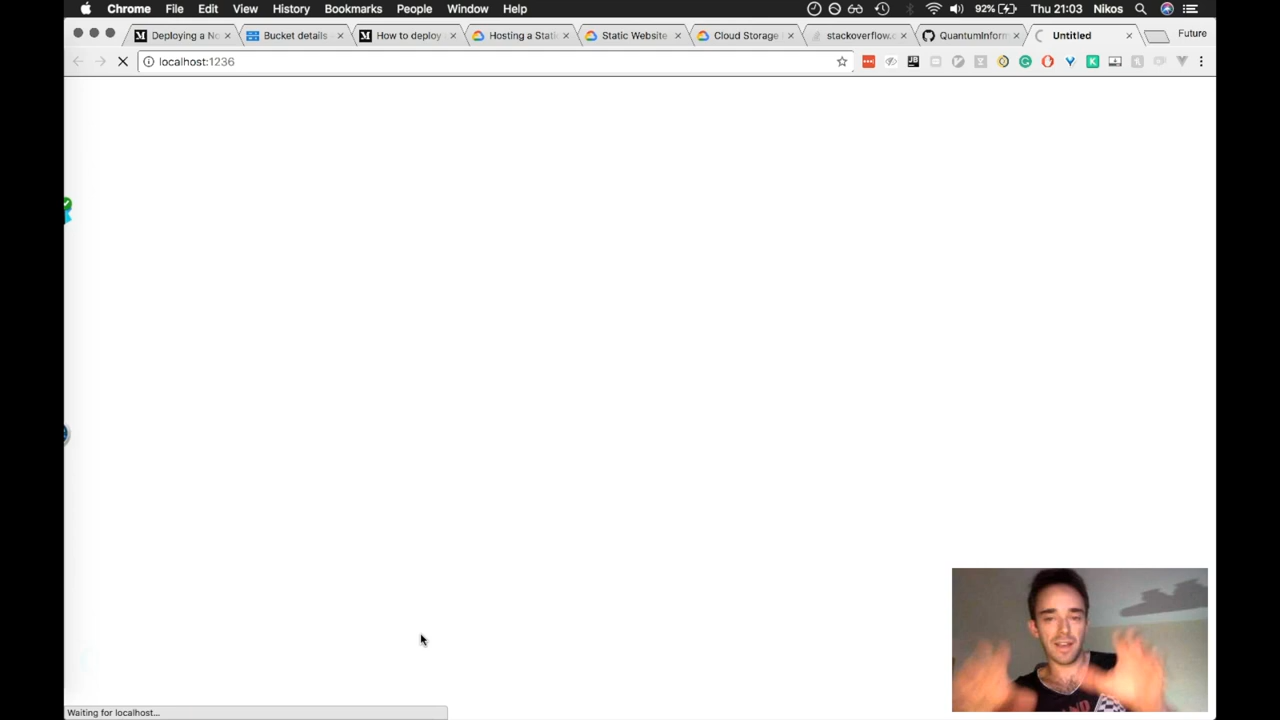 Chrome File Edit View History Bookmarks People Window Help 92% Thu 21:03 Nikos
Deploying a No Bucket details How to deploy Hosting a Stati Static Website Cloud Storage stackoverflow.c QuantumInform Untitled Future
localhost:1236
Waiting for localhost...